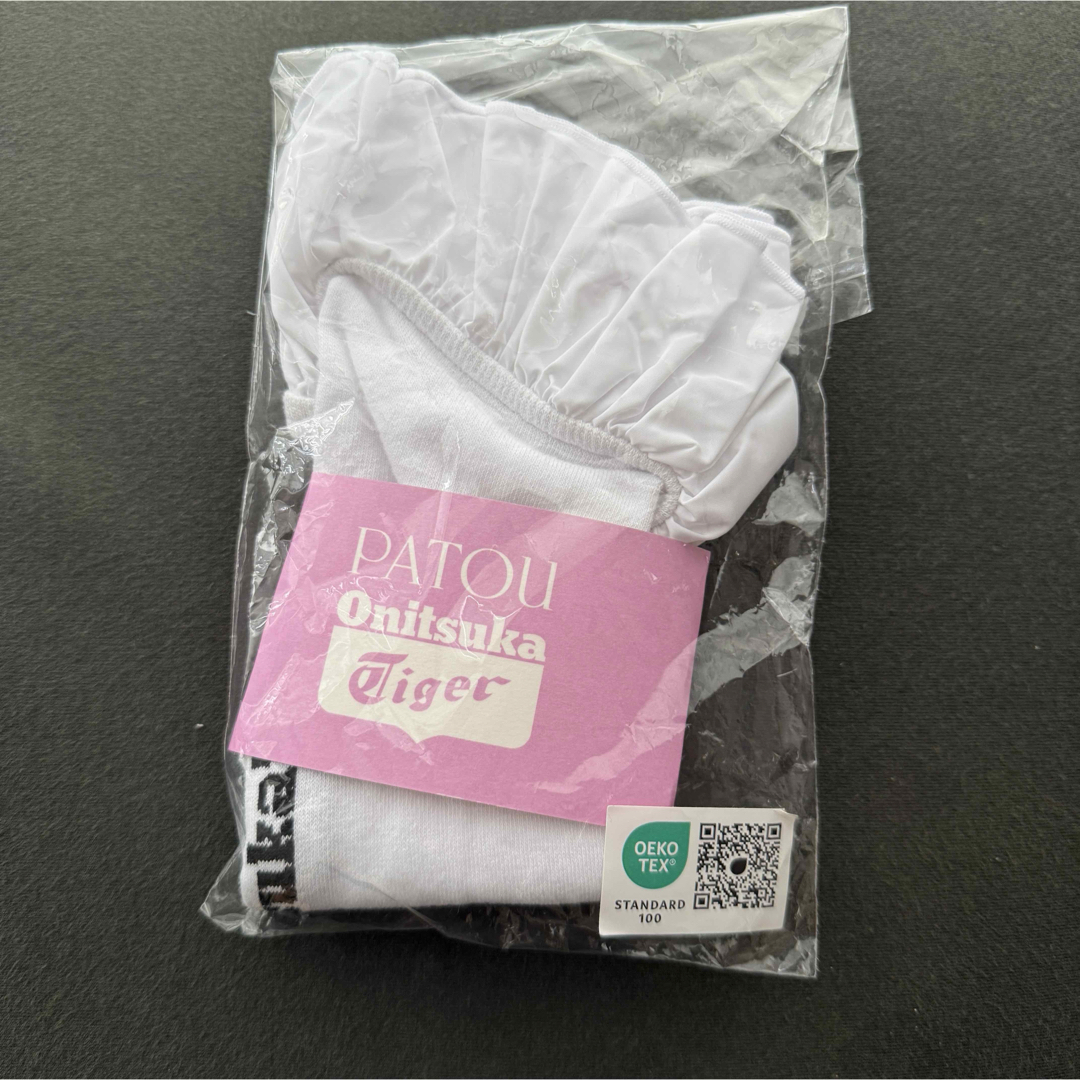 PATOU
Onitsuka
Tiger
OEKO
TEX®
STANDARD
100